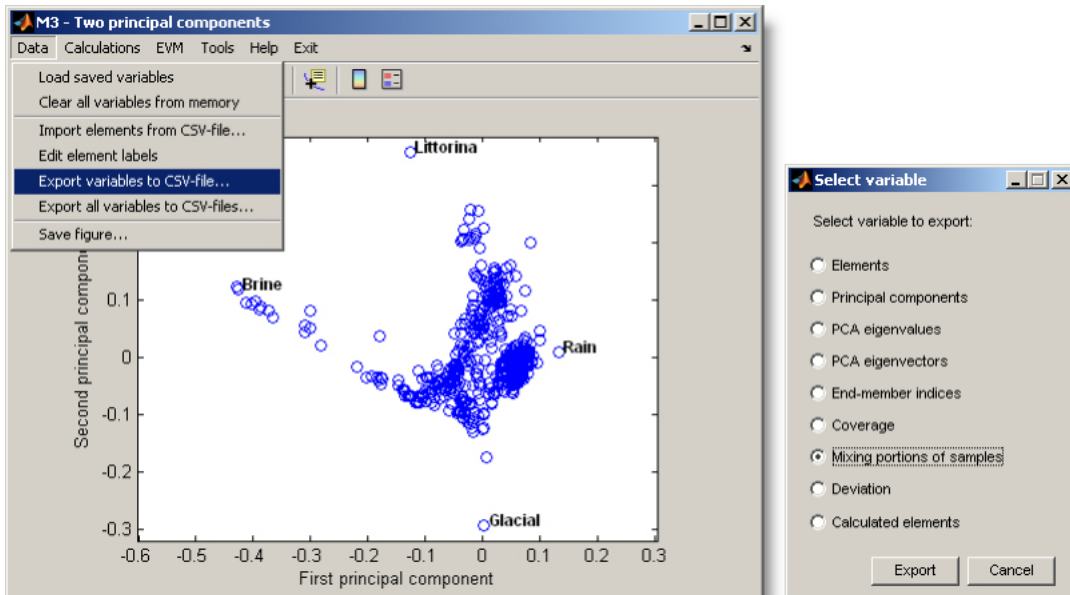 M3 - Two principal components
Data Calculations EVM Tools Help Exit
Load saved variables
Clear all variables from memory
Import elements from CSV-file...
Edit element labels
Export variables to CSV-file...
Export all variables to CSV-files...
Save figure...
Littorina
Brine
Rain
Glacial
0.1
0
-0.1
-0.2
-0.3
-0.6 -0.5 -0.4 -0.3 -0.2 -0.1 0 0.1 0.2 0.3
First principal component
Select variable
Select variable to export:
Elements
Principal components
PCA eigenvalues
PCA eigenvectors
End-member indices
Coverage
Mixing portions of samples
Deviation
Calculated elements
Export Cancel